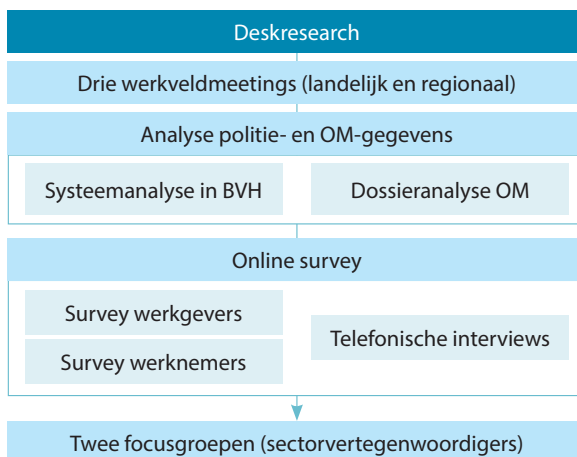 Deskresearch
Drie werkveldmeetings (landelijk en regionaal)
Analyse politie- en OM-gegevens
Systeemanalyse in BVH
Dossieranalyse OM
Online survey
Survey werkgevers
Survey werknemers
Telefonische interviews
Twee focusgroepen (sectorvertegenwoordigers)